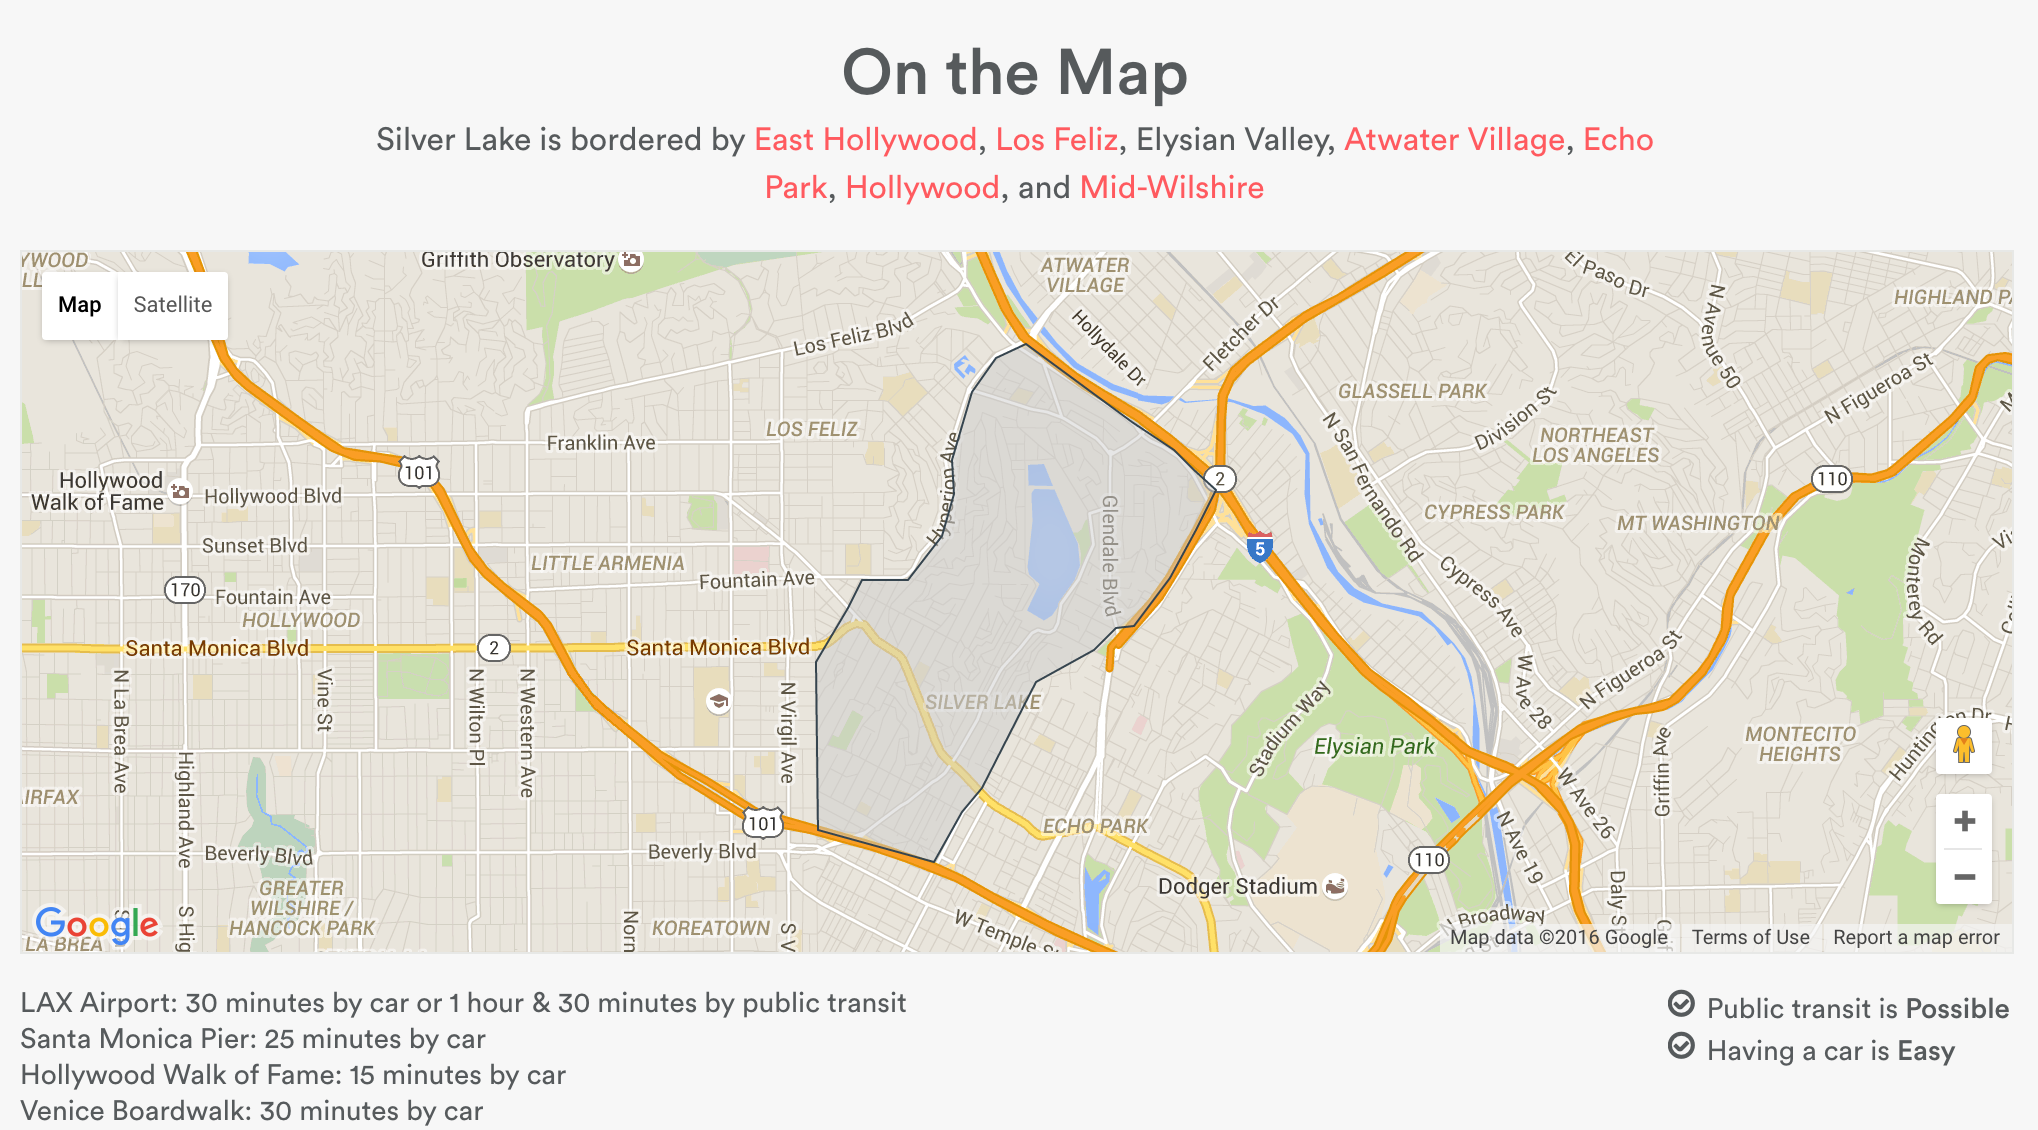 On the Map
Silver Lake is bordered by East Hollywood, Los Feliz, Elysian Valley, Atwater Village, Echo
Park, Hollywood, and Mid-Wilshire
YWOOD
Griffith Observatory
ATWATER
VILLAGE
El Paso Dr
N Avenue 50
HIGHLAND PA
Map
Satellite
Los Feliz Blvd
Hollydale Dr
Fletcher Dr
GLASSELL PARK
Division St
N Figueroa St
LOS FELIZ
Franklin Ave
Hyperion Ave
N San Fernando Rd
NORTHEAST
LOS ANGELES
101
Hollywood
Walk of Fame
Hollywood Blvd
2
110
Glendale Blvd
CYPRESS PARK
MT WASHINGTON
Sunset Blvd
LITTLE ARMENIA
5
Monterey Rd
Fountain Ave
170
Fountain Ave
Cypress Ave
HOLLYWOOD
Santa Monica Blvd
2
Santa Monica Blvd
N La Brea Ave
Vine St
N Wilton Pl
N Western Ave
N Virgil Ave
SILVER LAKE
Stadium Way
W Ave 28
N Figueroa St
Highland Ave
Elysian Park
Griffin Ave
MONTECITO
HEIGHTS
AIRFAX
W Ave 26
101
ECHO PARK
N Ave 19
Beverly Blvd
Beverly Blvd
110
GREATER
WILSHIRE /
HANCOCK PARK
Dodger Stadium
Daly St
Google
LA BREA
S Hig
Norn
KOREATOWN
S V
W Temple S
N Broadway
Map data ©2016 Google
Terms of Use
Report a map error
LAX Airport: 30 minutes by car or 1 hour & 30 minutes by public transit
Santa Monica Pier: 25 minutes by car
Hollywood Walk of Fame: 15 minutes by car
Venice Boardwalk: 30 minutes by car
Public transit is Possible
Having a car is Easy